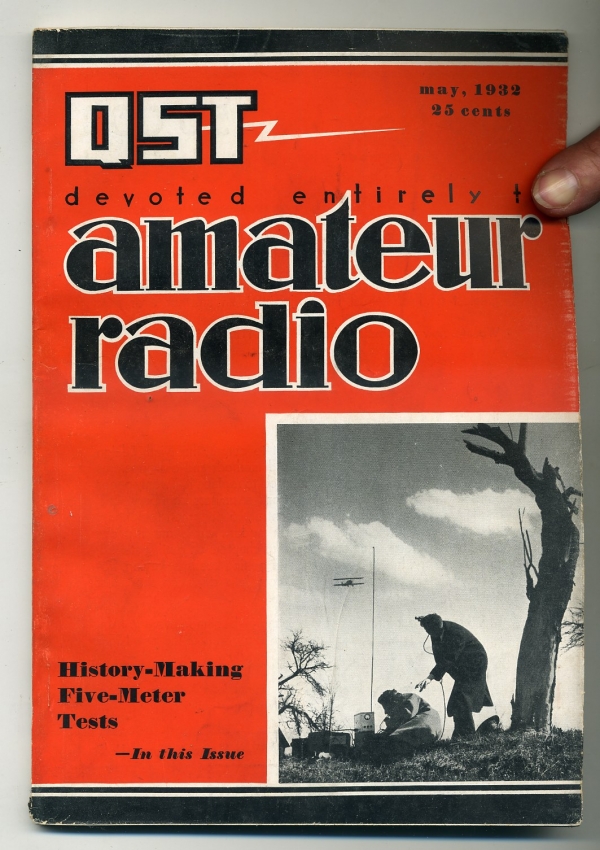 QST
may, 1932
25 cents
devoted entirely t
amateur
radio
History-Making
Five-Meter
Tests
—In this Issue